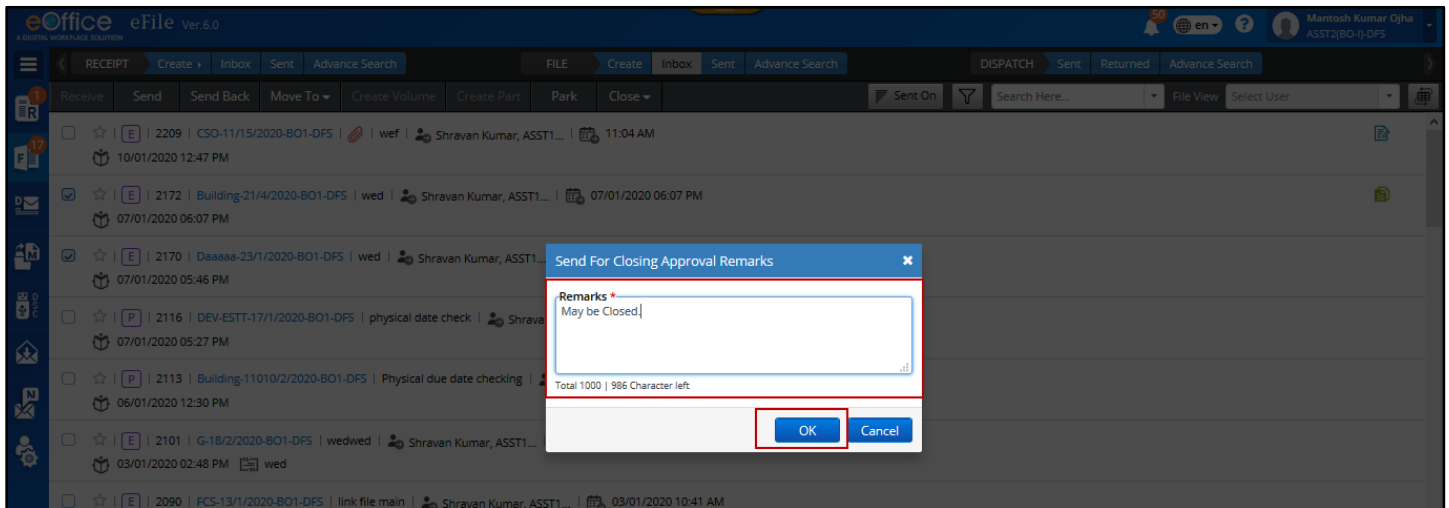 eOffice eFile Ver.6.0 50 en ? Mantosh Kumar Ojha
A DIGITAL WORKPLACE SOLUTION ASST2(BO-I)-DFS
RECEIPT Create Inbox Sent Advance Search FILE Create Inbox Sent Advance Search DISPATCH Sent Returned Advance Search
Receive Send Send Back Move To Create Volume Create Part Park Close Sent On Search Here... File View Select User
1 R
E | 2209 | CSO-11/15/2020-BO1-DFS | wef | Shravan Kumar, ASST1... | 11:04 AM
10/01/2020 12:47 PM
17 F
E | 2172 | Building-21/4/2020-BO1-DFS | wed | Shravan Kumar, ASST1... | 07/01/2020 06:07 PM
07/01/2020 06:07 PM
D
E | 2170 | Daaaaa-23/1/2020-BO1-DFS | wed | Shravan Kumar, ASST1...
07/01/2020 05:46 PM
M
P | 2116 | DEV-ESTT-17/1/2020-BO1-DFS | physical date check | Shrava
07/01/2020 05:27 PM
DSC
P | 2113 | Building-11010/2/2020-BO1-DFS | Physical due date checking |
06/01/2020 12:30 PM
N
E | 2101 | G-18/2/2020-BO1-DFS | wedwed | Shravan Kumar, ASST1...
03/01/2020 02:48 PM wed
E | 2090 | FCS-13/1/2020-BO1-DFS | link file main | Shravan Kumar, ASST1... | 03/01/2020 10:41 AM
Send For Closing Approval Remarks
Remarks *
May be Closed.
Total 1000 | 986 Character left
OK Cancel